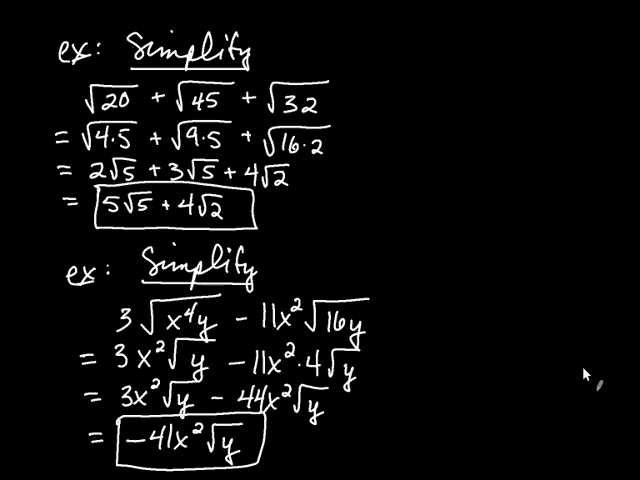 ex: Simplify
√20 + √45 + √32
= √4·5 + √9·5 + √16·2
= 2√5 + 3√5 + 4√2
= 5√5 + 4√2
ex: Simplify
3√x⁴y − 11x²√16y
= 3x²√y − 11x²·4√y
= 3x²√y − 44x²√y
= −41x²√y